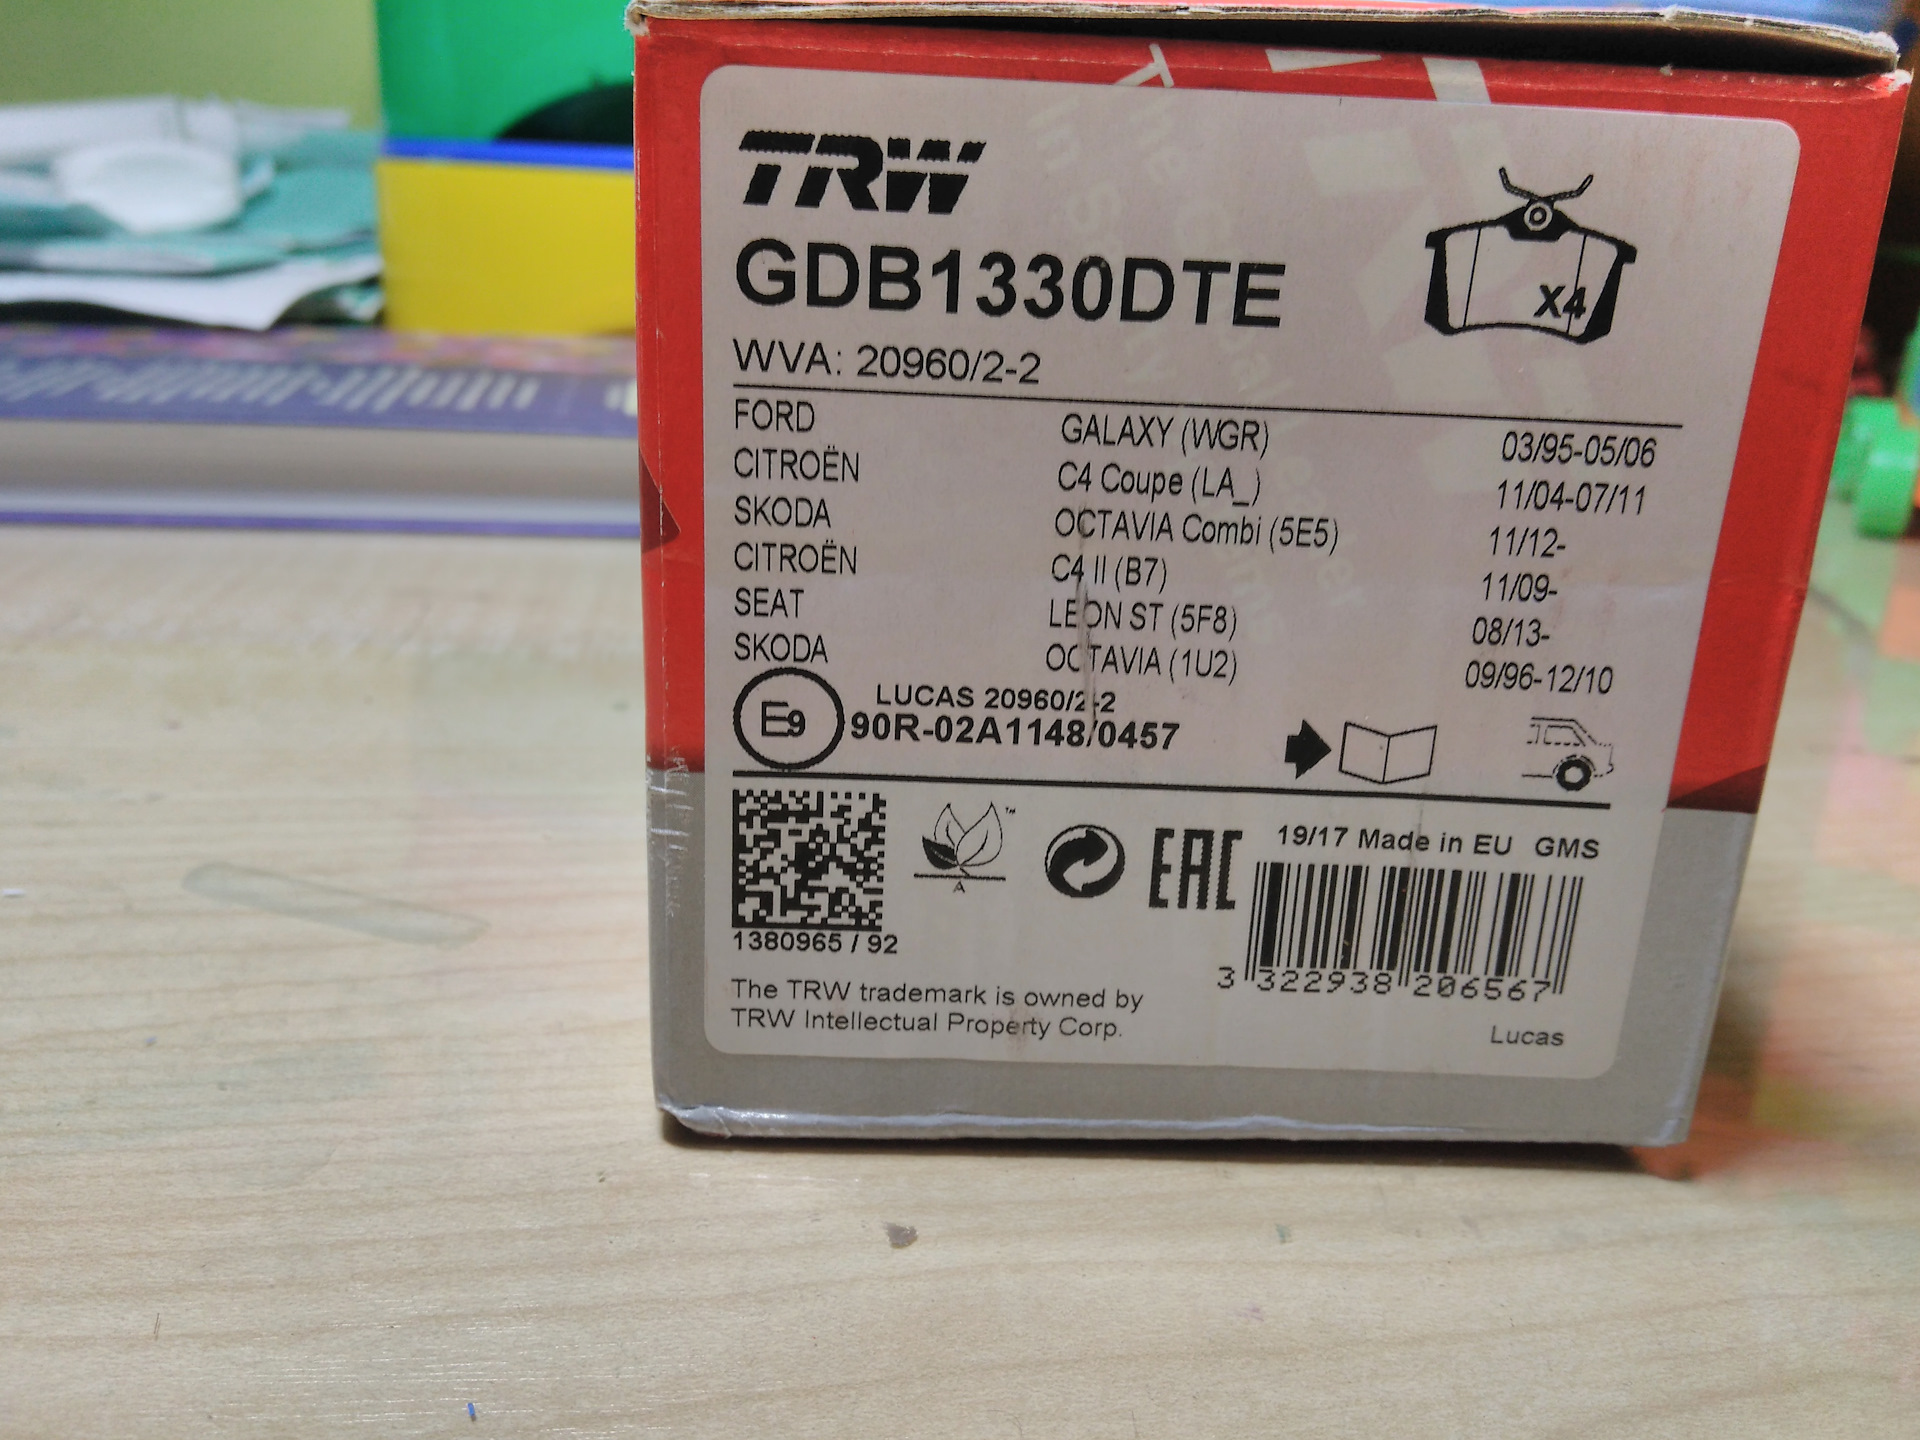 TRW
GDB1330DTE
X4
WVA: 20960/2-2
FORD GALAXY (WGR) 03/95-05/06
CITROËN C4 Coupe (LA_) 11/04-07/11
SKODA OCTAVIA Combi (5E5) 11/12-
CITROËN C4 II (B7) 11/09-
SEAT LEON ST (5F8) 08/13-
SKODA OCTAVIA (1U2) 09/96-12/10
E9
LUCAS 20960/2-2
90R-02A1148/0457
19/17 Made in EU GMS
™
A
EAC
1380965 / 92
3 322938 206567
The TRW trademark is owned by
TRW Intellectual Property Corp.
Lucas